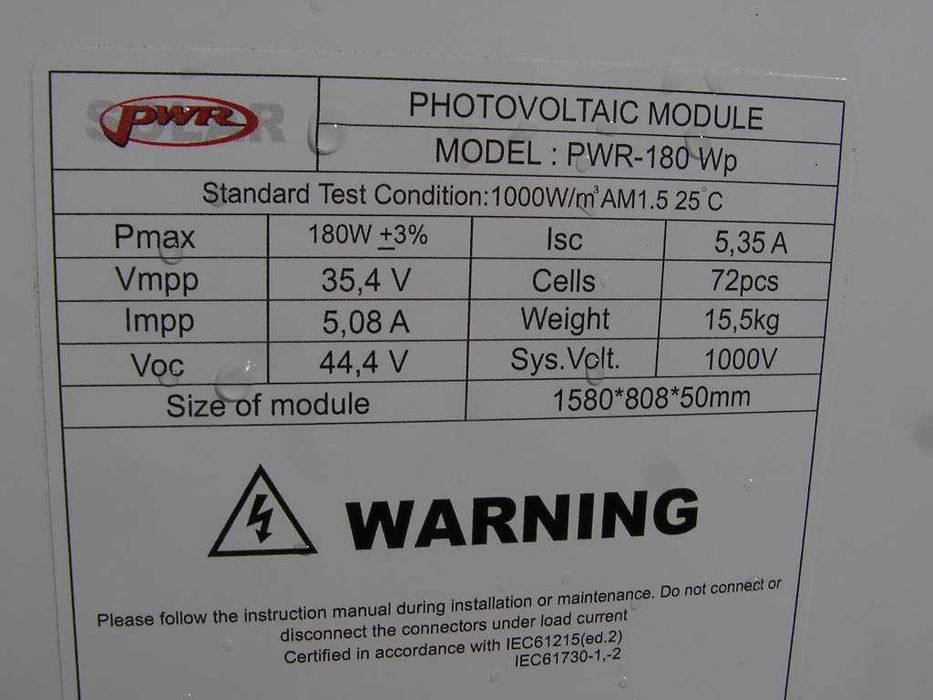 SOLAR
PWR
PHOTOVOLTAIC MODULE
MODEL : PWR-180 Wp
Standard Test Condition:1000W/m³AM1.5 25°C
Pmax 180W ±3% Isc 5,35 A
Vmpp 35,4 V Cells 72pcs
Impp 5,08 A Weight 15,5kg
Voc 44,4 V Sys.Volt. 1000V
Size of module 1580*808*50mm
WARNING
Please follow the instruction manual during installation or maintenance. Do not connect or
disconnect the connectors under load current
Certified in accordance with IEC61215(ed.2)
IEC61730-1,-2